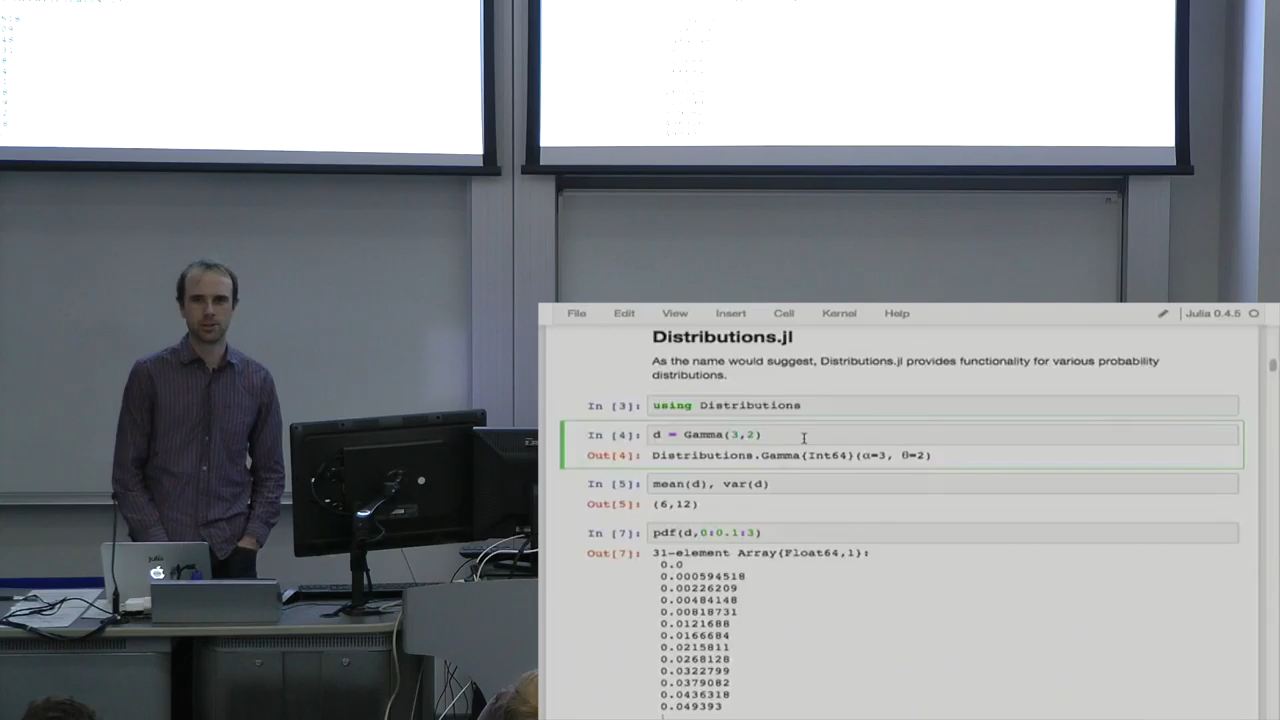 File Edit View Insert Cell Kernel Help Julia 0.4.5
Distributions.jl
As the name would suggest, Distributions.jl provides functionality for various probability
distributions.
In [3]: using Distributions
In [4]: d = Gamma(3,2)
Out[4]: Distributions.Gamma{Int64}(α=3, θ=2)
In [5]: mean(d), var(d)
Out[5]: (6,12)
In [7]: pdf(d,0:0.1:3)
Out[7]: 31-element Array{Float64,1}:
0.0
0.000594518
0.00226209
0.00484148
0.00818731
0.0121688
0.0166684
0.0215811
0.0268128
0.0322799
0.0379082
0.0436318
0.049393
julia